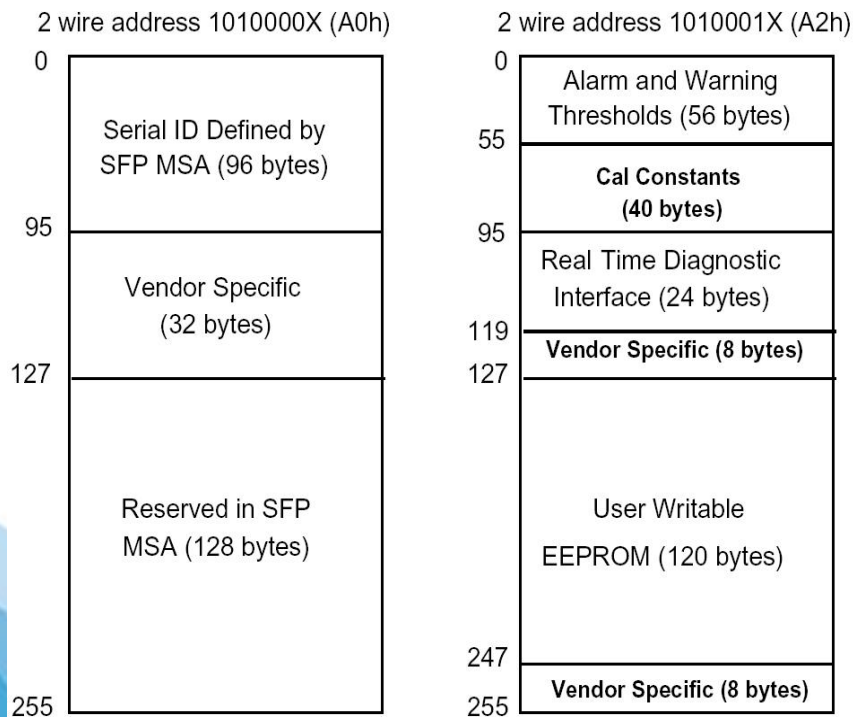 2 wire address 1010000X (A0h)
0
Serial ID Defined by
SFP MSA (96 bytes)
95
Vendor Specific
(32 bytes)
127
Reserved in SFP
MSA (128 bytes)
255
2 wire address 1010001X (A2h)
0
Alarm and Warning
Thresholds (56 bytes)
55
Cal Constants
(40 bytes)
95
Real Time Diagnostic
Interface (24 bytes)
119
Vendor Specific (8 bytes)
127
User Writable
EEPROM (120 bytes)
247
Vendor Specific (8 bytes)
255